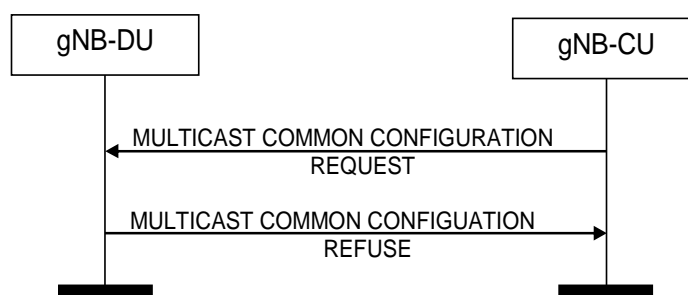 gNB-DU
gNB-CU
MULTICAST COMMON CONFIGURATION
REQUEST
MULTICAST COMMON CONFIGUATION
REFUSE